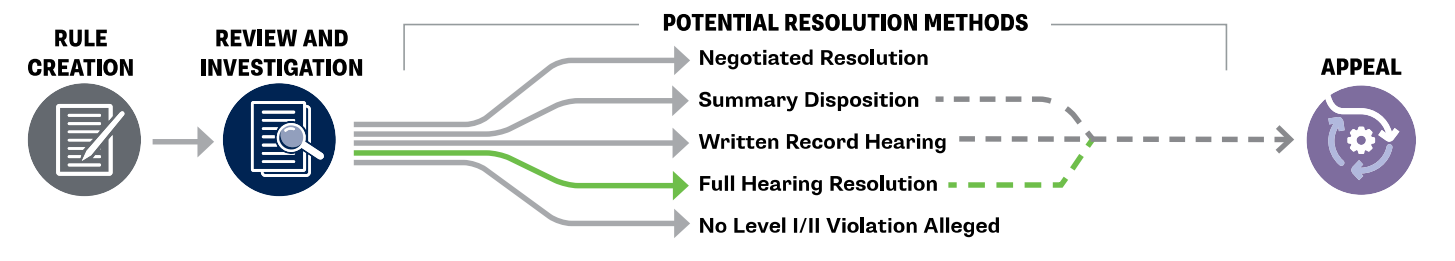 POTENTIAL RESOLUTION METHODS
RULE
CREATION
REVIEW AND
INVESTIGATION
Negotiated Resolution
Summary Disposition
Written Record Hearing
Full Hearing Resolution
No Level I/II Violation Alleged
APPEAL